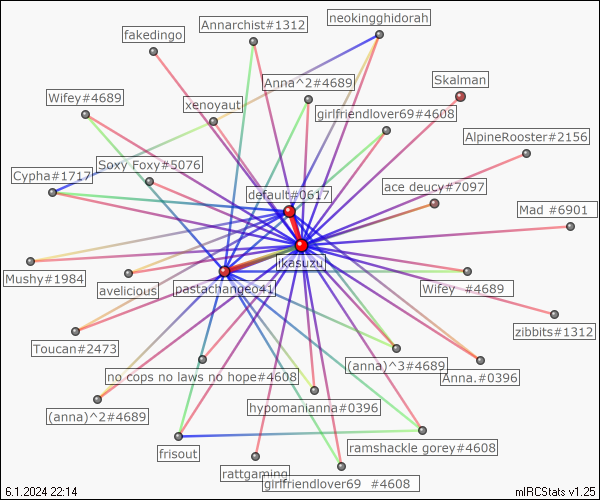 neokingghidorah
Annarchist#1312
fakedingo
Anna^2#4689
Skalman
Wifey#4689
xenoyaut
girlfriendlover69#4608
AlpineRooster#2156
Soxy Foxy#5076
Cypha#1717
default#0617
ace deucy#7097
Mad #6901
ikasuzu
Mushy#1984
avelicious
pastachangeo41
Wifey #4689
zibbits#1312
Toucan#2473
(anna)^3#4689
no cops no laws no hope#4608
Anna.#0396
(anna)^2#4689
hypomanianna#0396
frisout
ramshackle gorey#4608
rattgaming
girlfriendlover69 #4608
6.1.2024 22:14
mIRCStats v1.25